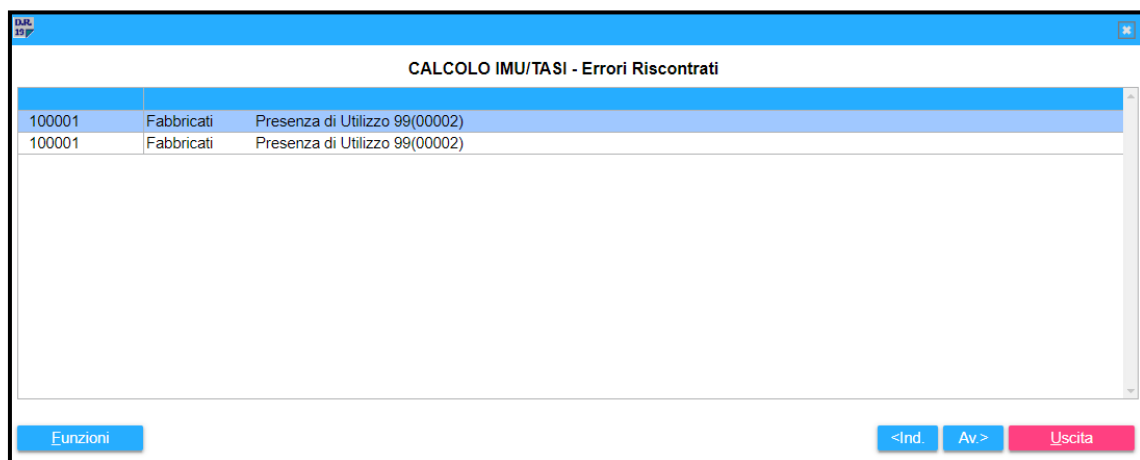 D.R.
19
CALCOLO IMU/TASI - Errori Riscontrati
100001 Fabbricati Presenza di Utilizzo 99(00002)
100001 Fabbricati Presenza di Utilizzo 99(00002)
Funzioni <Ind. Av.> Uscita